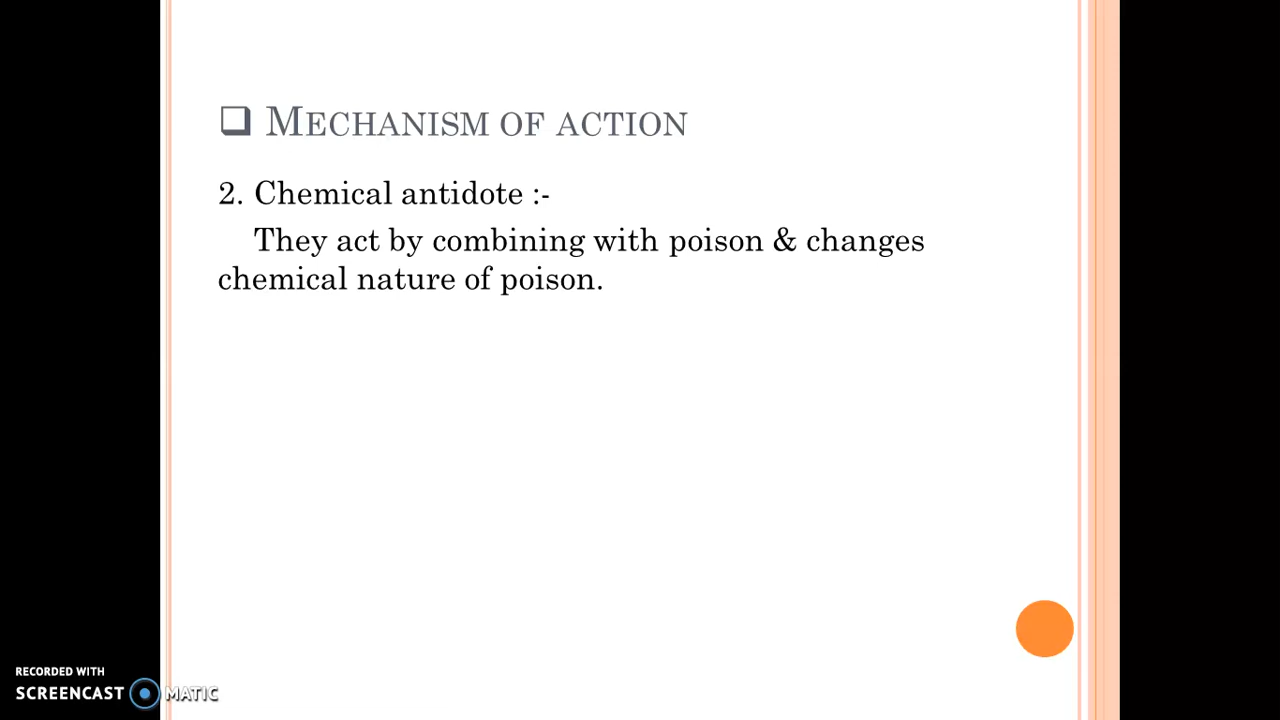 ❑ MECHANISM OF ACTION
2. Chemical antidote :-
They act by combining with poison & changes
chemical nature of poison.
RECORDED WITH
SCREENCAST MATIC